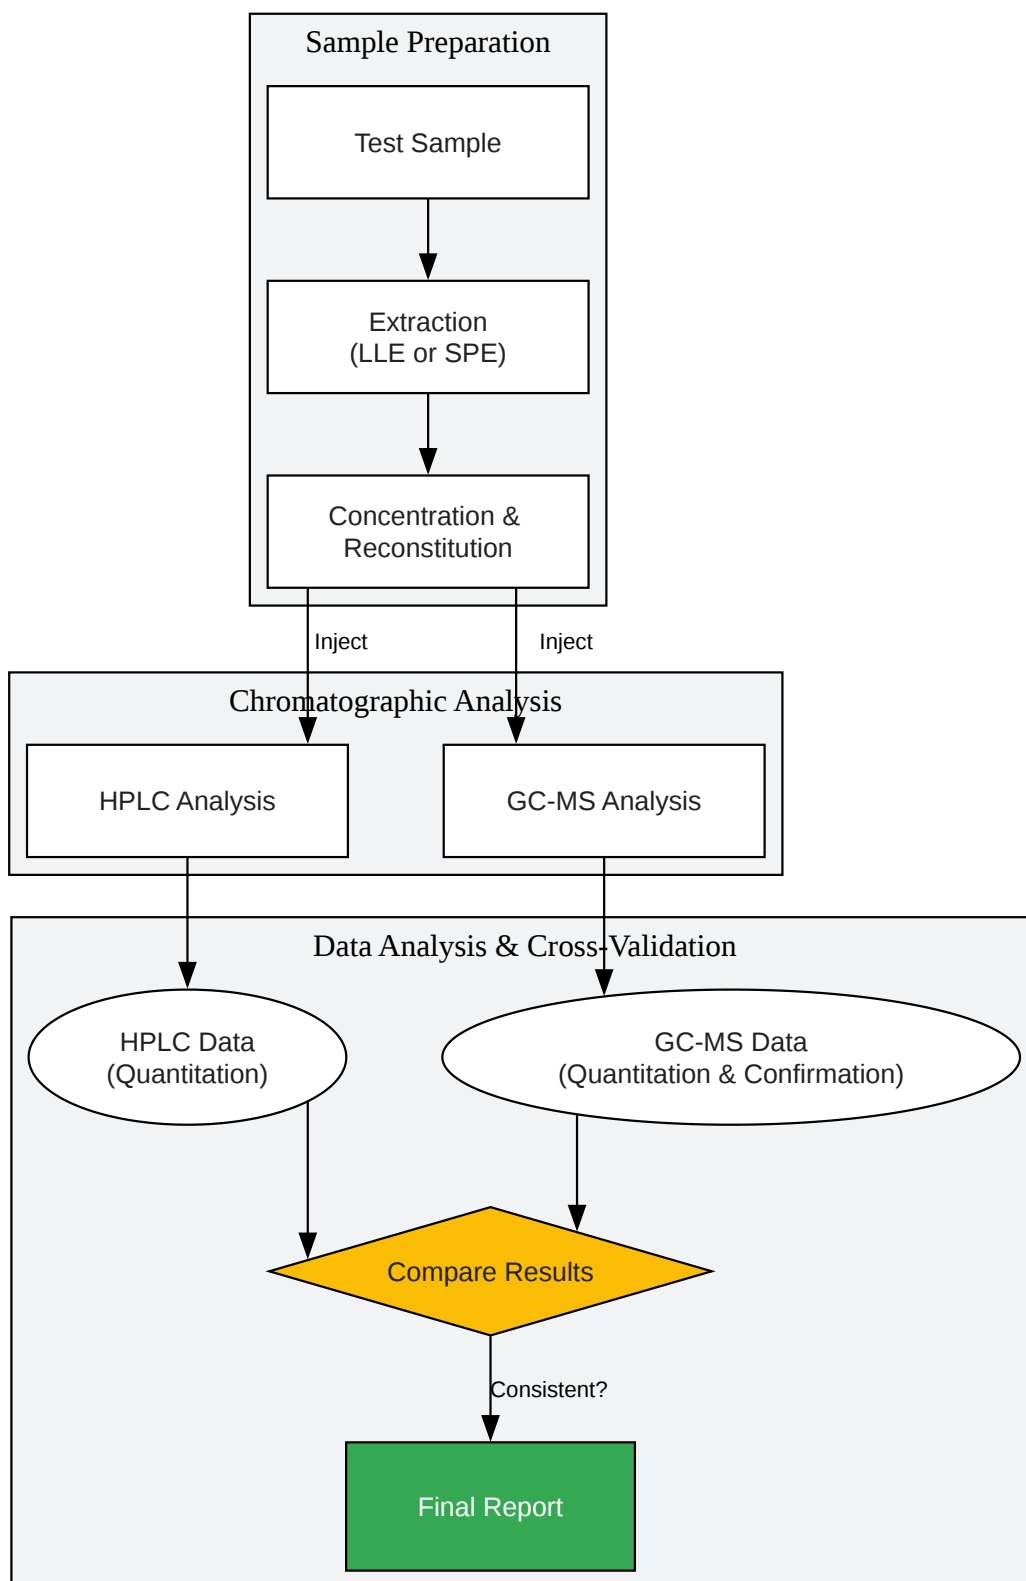 Sample Preparation
Test Sample
Extraction
(LLE or SPE)
Concentration &
Reconstitution
Inject
Inject
Chromatographic Analysis
HPLC Analysis
GC-MS Analysis
Data Analysis & Cross-Validation
HPLC Data
(Quantitation)
GC-MS Data
(Quantitation & Confirmation)
Compare Results
Consistent?
Final Report